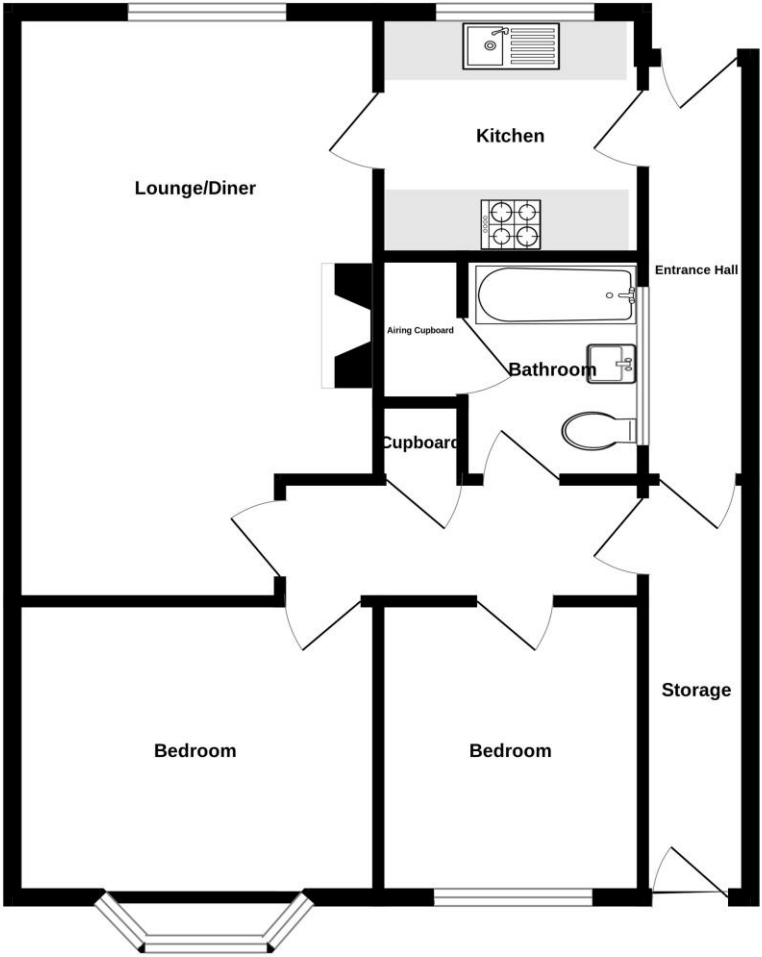 Kitchen
Lounge/Diner
Entrance Hall
Airing Cupboard
Bathroom
Cupboard
Storage
Bedroom
Bedroom